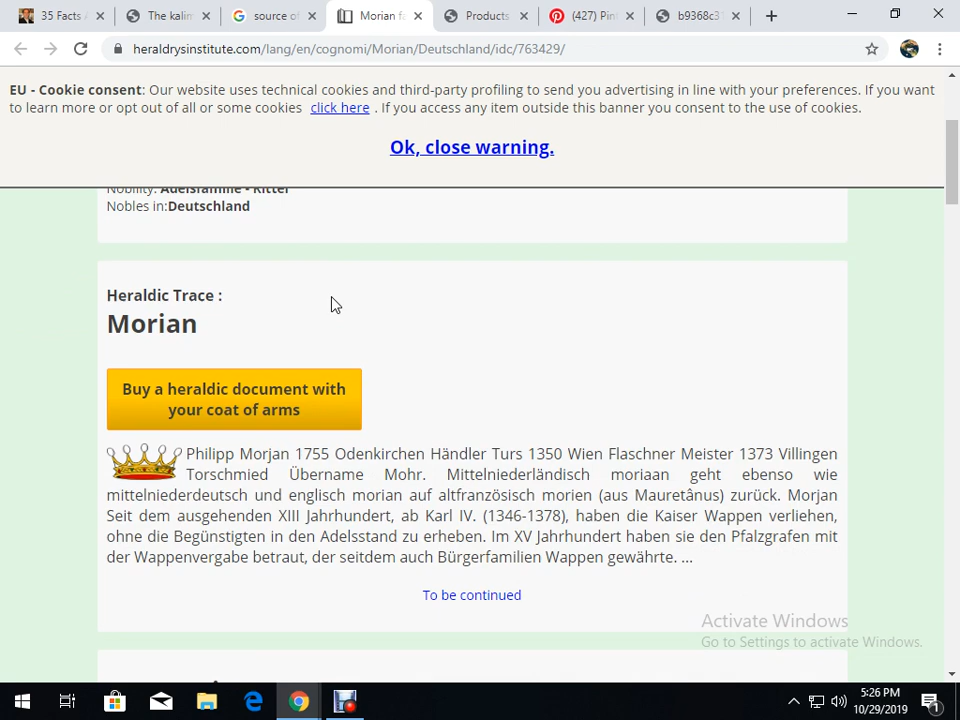 35 Facts
The kalin
source of
Morian f
Products
(427) Pin
b9368c3
heraldrysinstitute.com/lang/en/cognomi/Morian/Deutschland/idc/763429/
EU - Cookie consent: Our website uses technical cookies and third-party profiling to send you advertising in line with your preferences. If you want
to learn more or opt out of all or some cookies click here . If you access any item outside this banner you consent to the use of cookies.
Ok, close warning.
Nobility: Adelsfamilie - Ritter
Nobles in:Deutschland
Heraldic Trace :
Morian
Buy a heraldic document with
your coat of arms
Philipp Morjan 1755 Odenkirchen Händler Turs 1350 Wien Flaschner Meister 1373 Villingen
Torschmied Übername Mohr. Mittelniederländisch moriaan geht ebenso wie
mittelniederdeutsch und englisch morian auf altfranzösisch morien (aus Mauretânus) zurück. Morjan
Seit dem ausgehenden XIII Jahrhundert, ab Karl IV. (1346-1378), haben die Kaiser Wappen verliehen,
ohne die Begünstigten in den Adelsstand zu erheben. Im XV Jahrhundert haben sie den Pfalzgrafen mit
der Wappenvergabe betraut, der seitdem auch Bürgerfamilien Wappen gewährte. ...
To be continued
Activate Windows
Go to Settings to activate Windows.
5:26 PM
10/29/2019
1